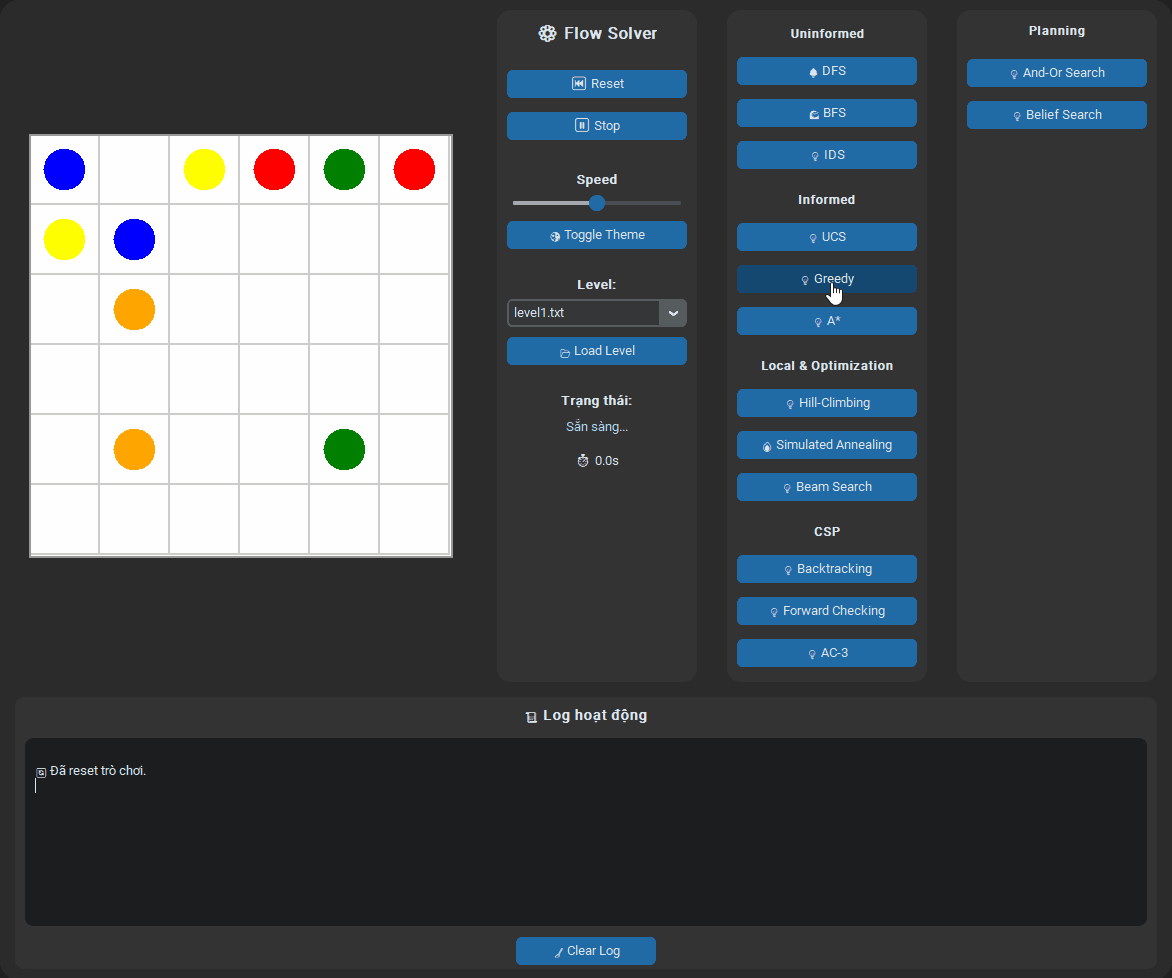 Flow Solver
Reset
Stop
Speed
Toggle Theme
Level:
level1.txt
Load Level
Trạng thái:
Sẵn sàng...
0.0s
Uninformed
DFS
BFS
IDS
Informed
UCS
Greedy
A*
Local & Optimization
Hill-Climbing
Simulated Annealing
Beam Search
CSP
Backtracking
Forward Checking
AC-3
Planning
And-Or Search
Belief Search
Log hoạt động
Đã reset trò chơi.
Clear Log